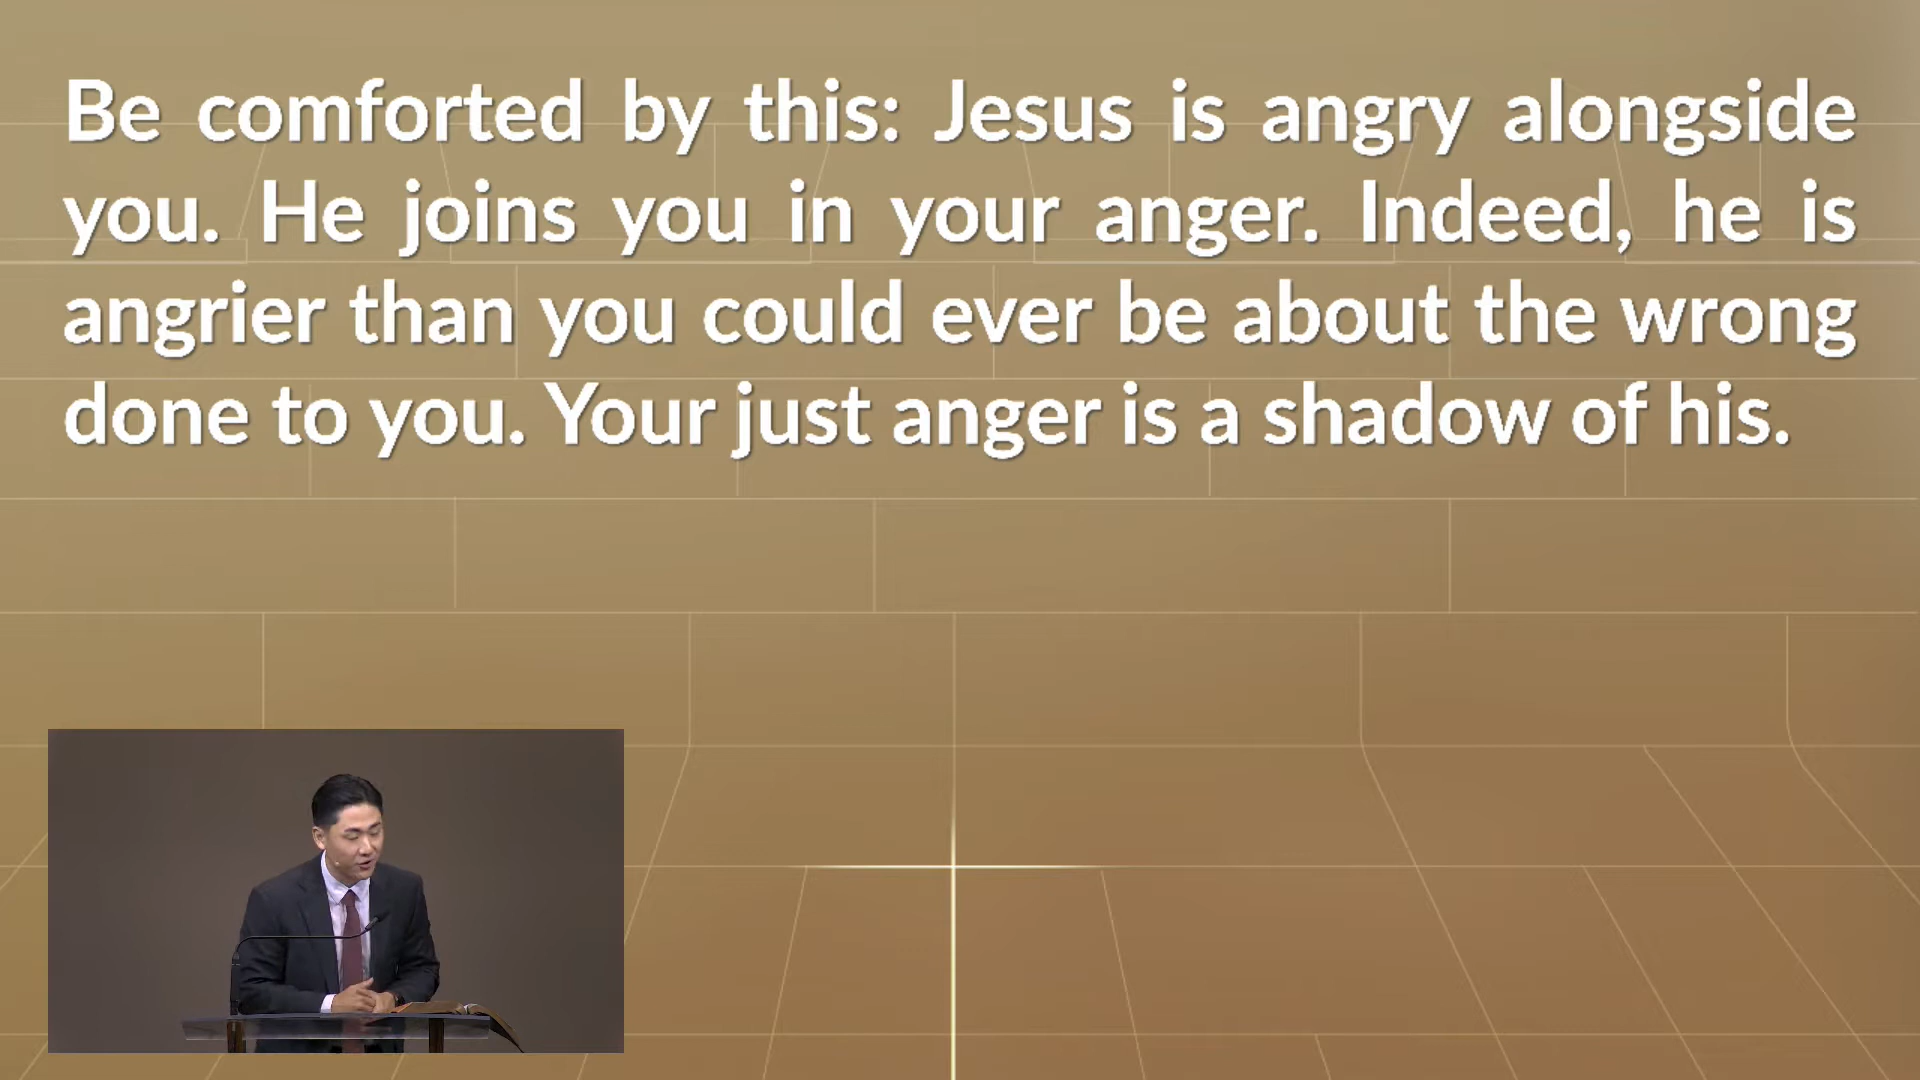 Be comforted by this: Jesus is angry alongside
you. He joins you in your anger. Indeed, he is
angrier than you could ever be about the wrong
done to you. Your just anger is a shadow of his.